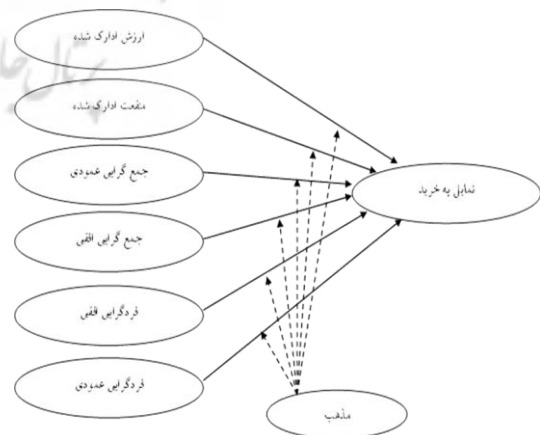 ارزش ادراک شده
منفعت ادراک شده
جمع گرایی عمودی
جمع گرایی افقی
فردگرایی افقی
فردگرایی عمودی
تمایل به خرید
مذهب